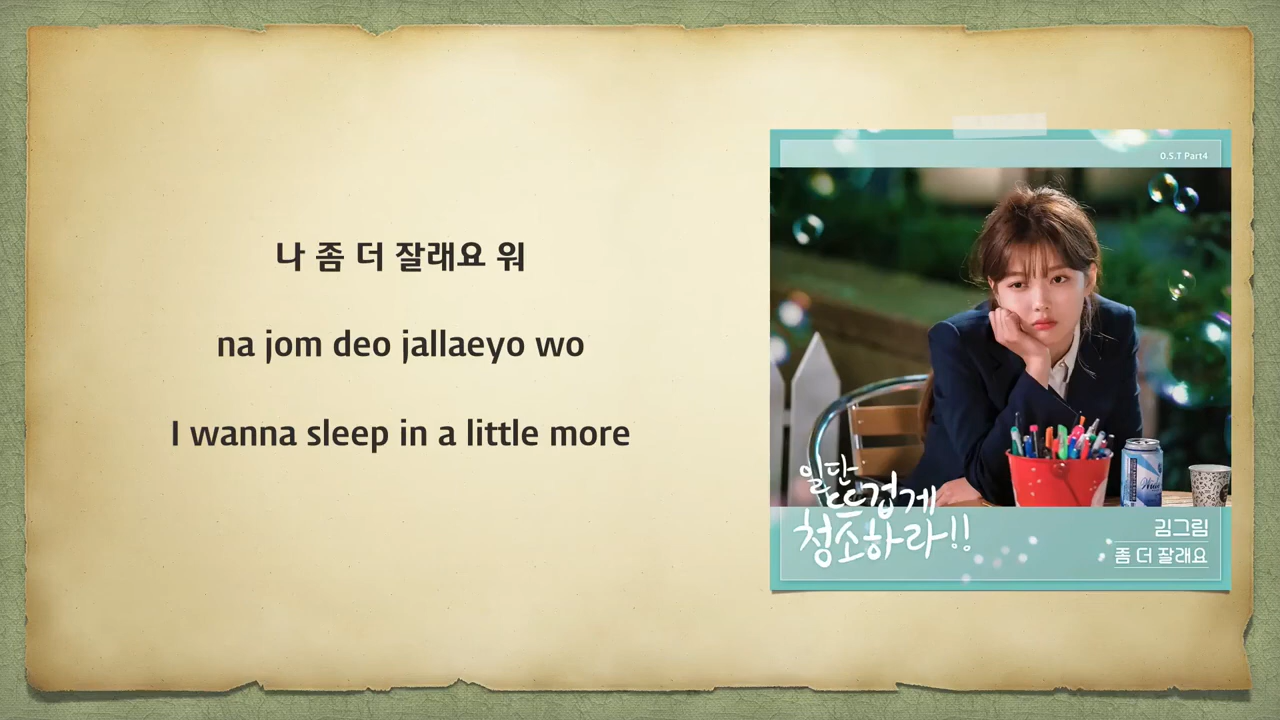 나 좀 더 잘래요 워
na jom deo jallaeyo wo
I wanna sleep in a little more
O.S.T Part4
일단
뜨겁게
청소하라!!
김그림
좀 더 잘래요